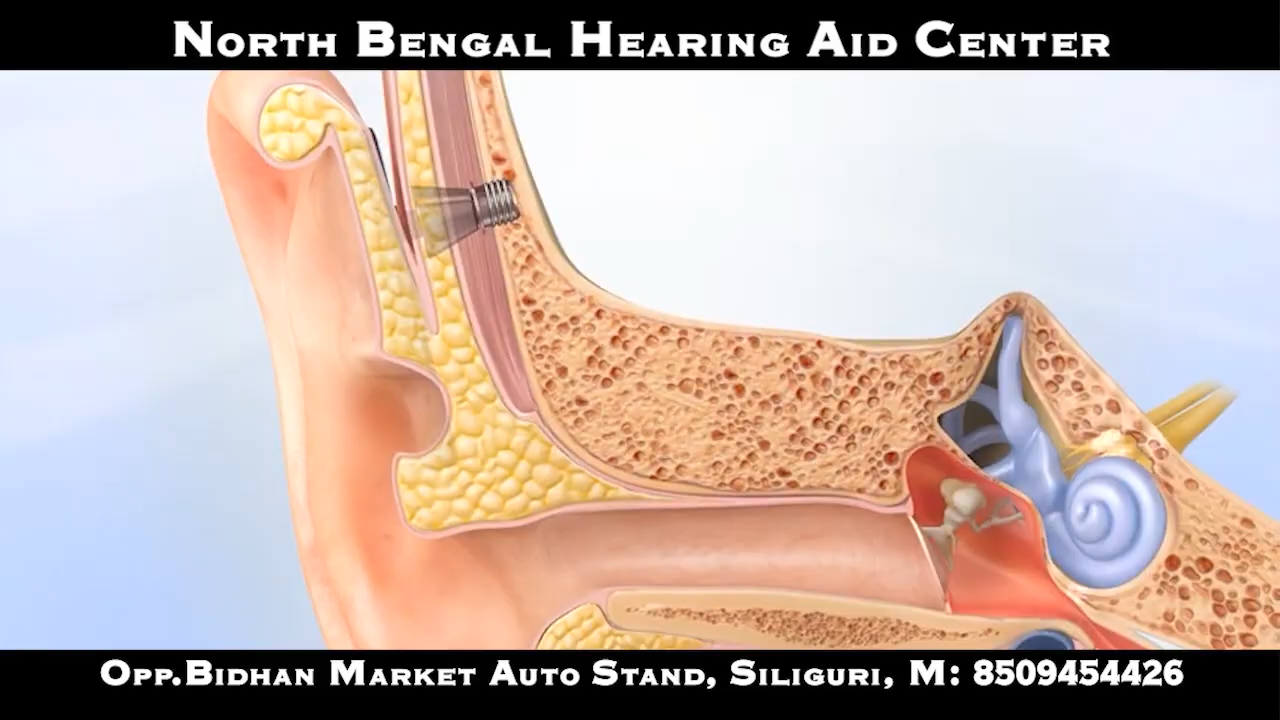 North Bengal Hearing Aid Center
Opp.Bidhan Market Auto Stand, Siliguri, M: 8509454426